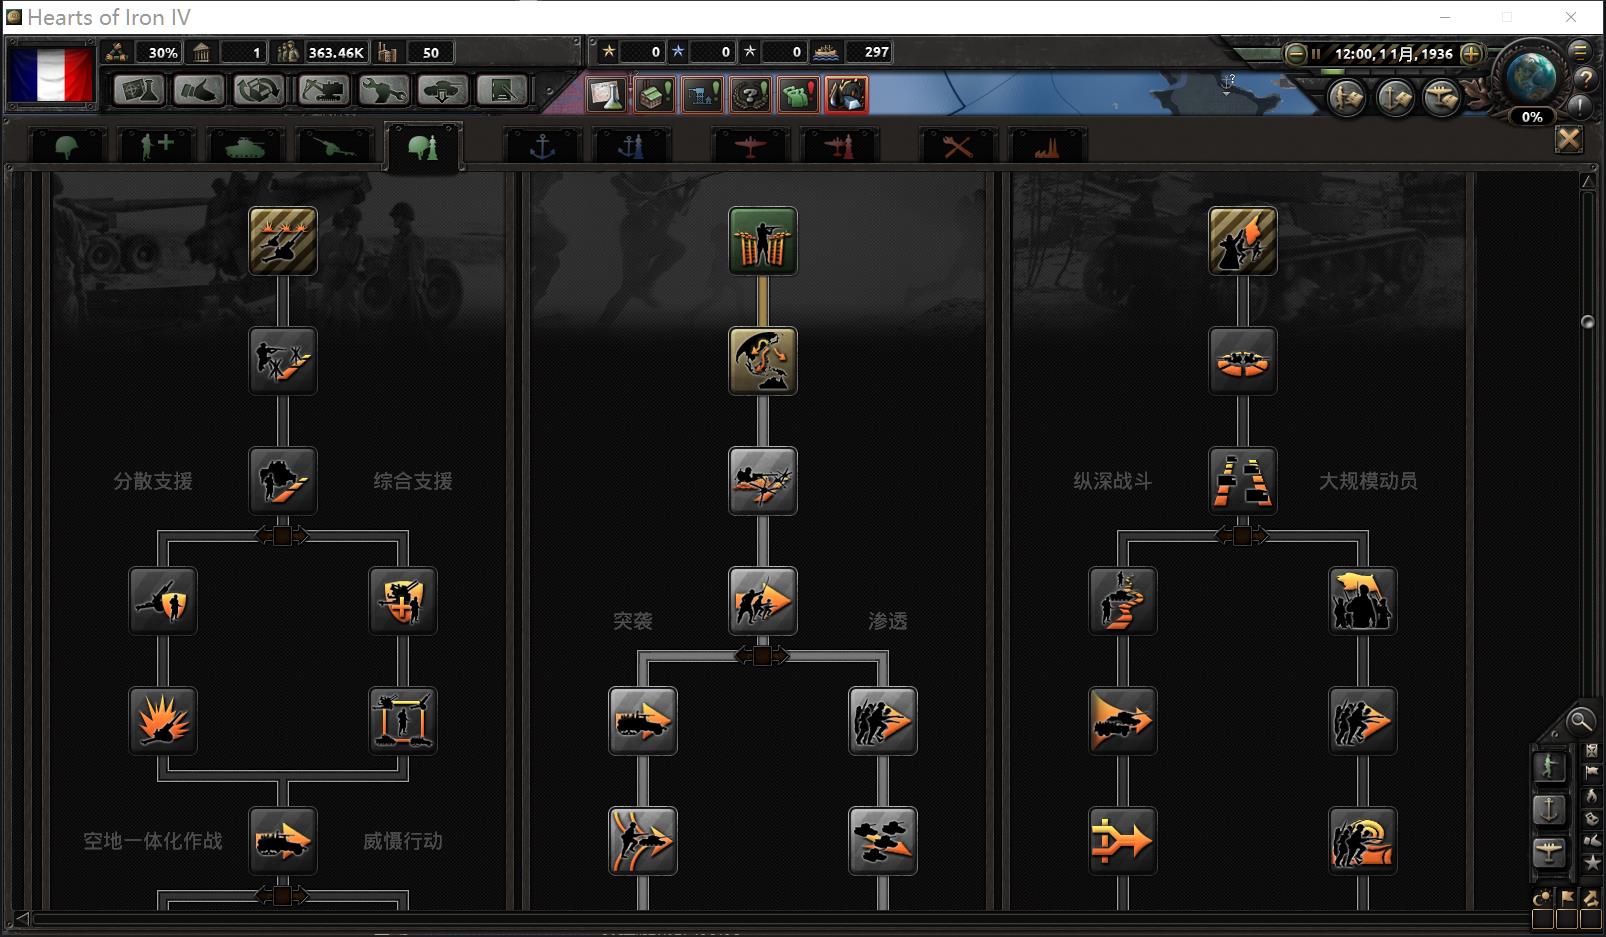 Hearts of Iron IV
30% 1 363.46K 50 0 0 0 297 12:00, 1 1月, 1936
0%
分散支援 综合支援 纵深战斗 大规模动员
突袭 渗透
空地一体化作战 威慑行动